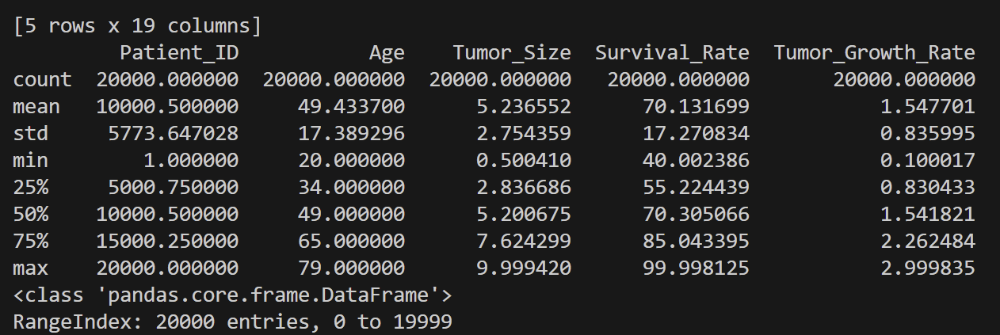 [5 rows x 19 columns]
Patient_ID Age Tumor_Size Survival_Rate Tumor_Growth_Rate
count 20000.000000 20000.000000 20000.000000 20000.000000 20000.000000
mean 10000.500000 49.433700 5.236552 70.131699 1.547701
std 5773.647028 17.389296 2.754359 17.270834 0.835995
min 1.000000 20.000000 0.500410 40.002386 0.100017
25% 5000.750000 34.000000 2.836686 55.224439 0.830433
50% 10000.500000 49.000000 5.200675 70.305066 1.541821
75% 15000.250000 65.000000 7.624299 85.043395 2.262484
max 20000.000000 79.000000 9.999420 99.998125 2.999835
<class 'pandas.core.frame.DataFrame'>
RangeIndex: 20000 entries, 0 to 19999